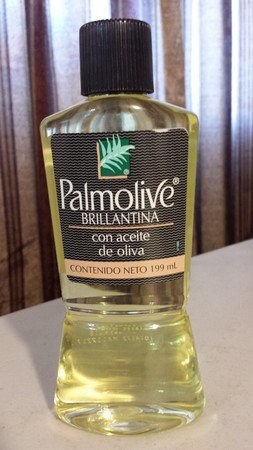 Palmolive®
BRILLANTINA
con aceite
de oliva
CONTENIDO NETO 199 mL